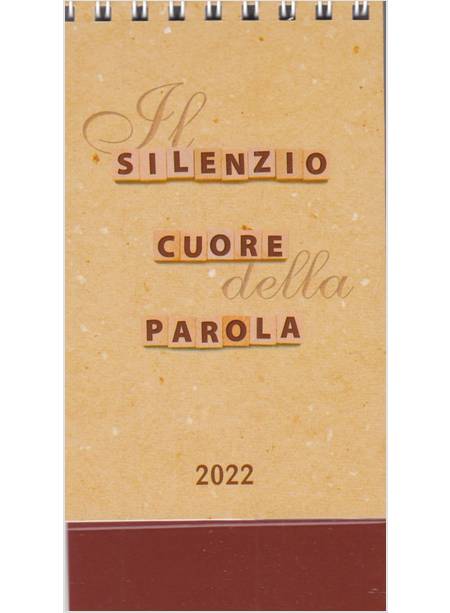 Il
SILENZIO
CUORE
della
PAROLA
2022